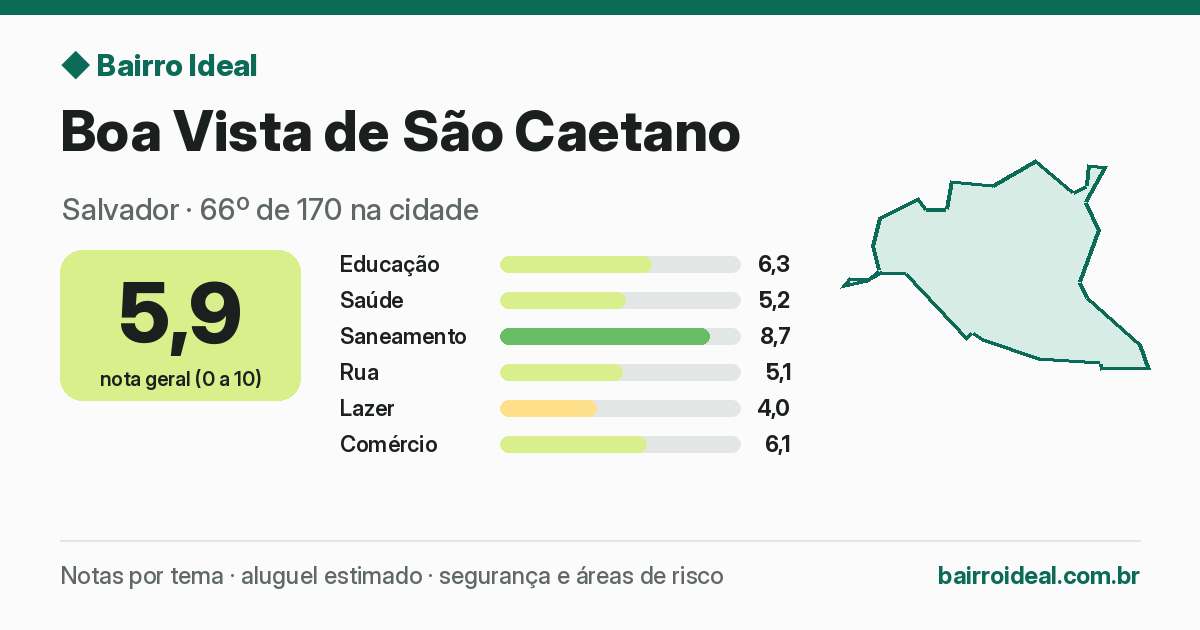 Bairro Ideal
Boa Vista de São Caetano
Salvador · 66º de 170 na cidade
5,9
nota geral (0 a 10)
Educação 6,3
Saúde 5,2
Saneamento 8,7
Rua 5,1
Lazer 4,0
Comércio 6,1
Notas por tema · aluguel estimado · segurança e áreas de risco
bairroideal.com.br